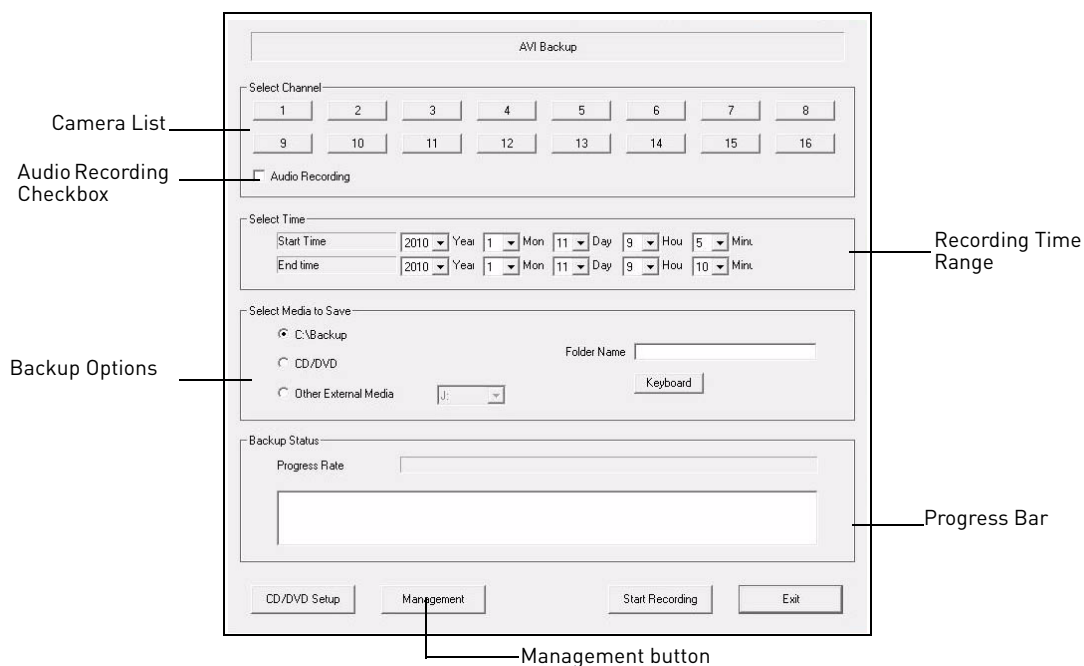 AVI Backup
Select Channel
1 2 3 4 5 6 7 8
Camera List
9 10 11 12 13 14 15 16
Audio Recording
Checkbox
Audio Recording
Select Time
Start Time 2010 Year 1 Mon 11 Day 9 Hou 5 Minu
End time 2010 Year 1 Mon 11 Day 9 Hou 10 Minu
Recording Time
Range
Select Media to Save
C:\Backup
Folder Name
CD/DVD
Backup Options
Keyboard
Other External Media J:
Backup Status
Progress Rate
Progress Bar
CD/DVD Setup Management Start Recording Exit
Management button